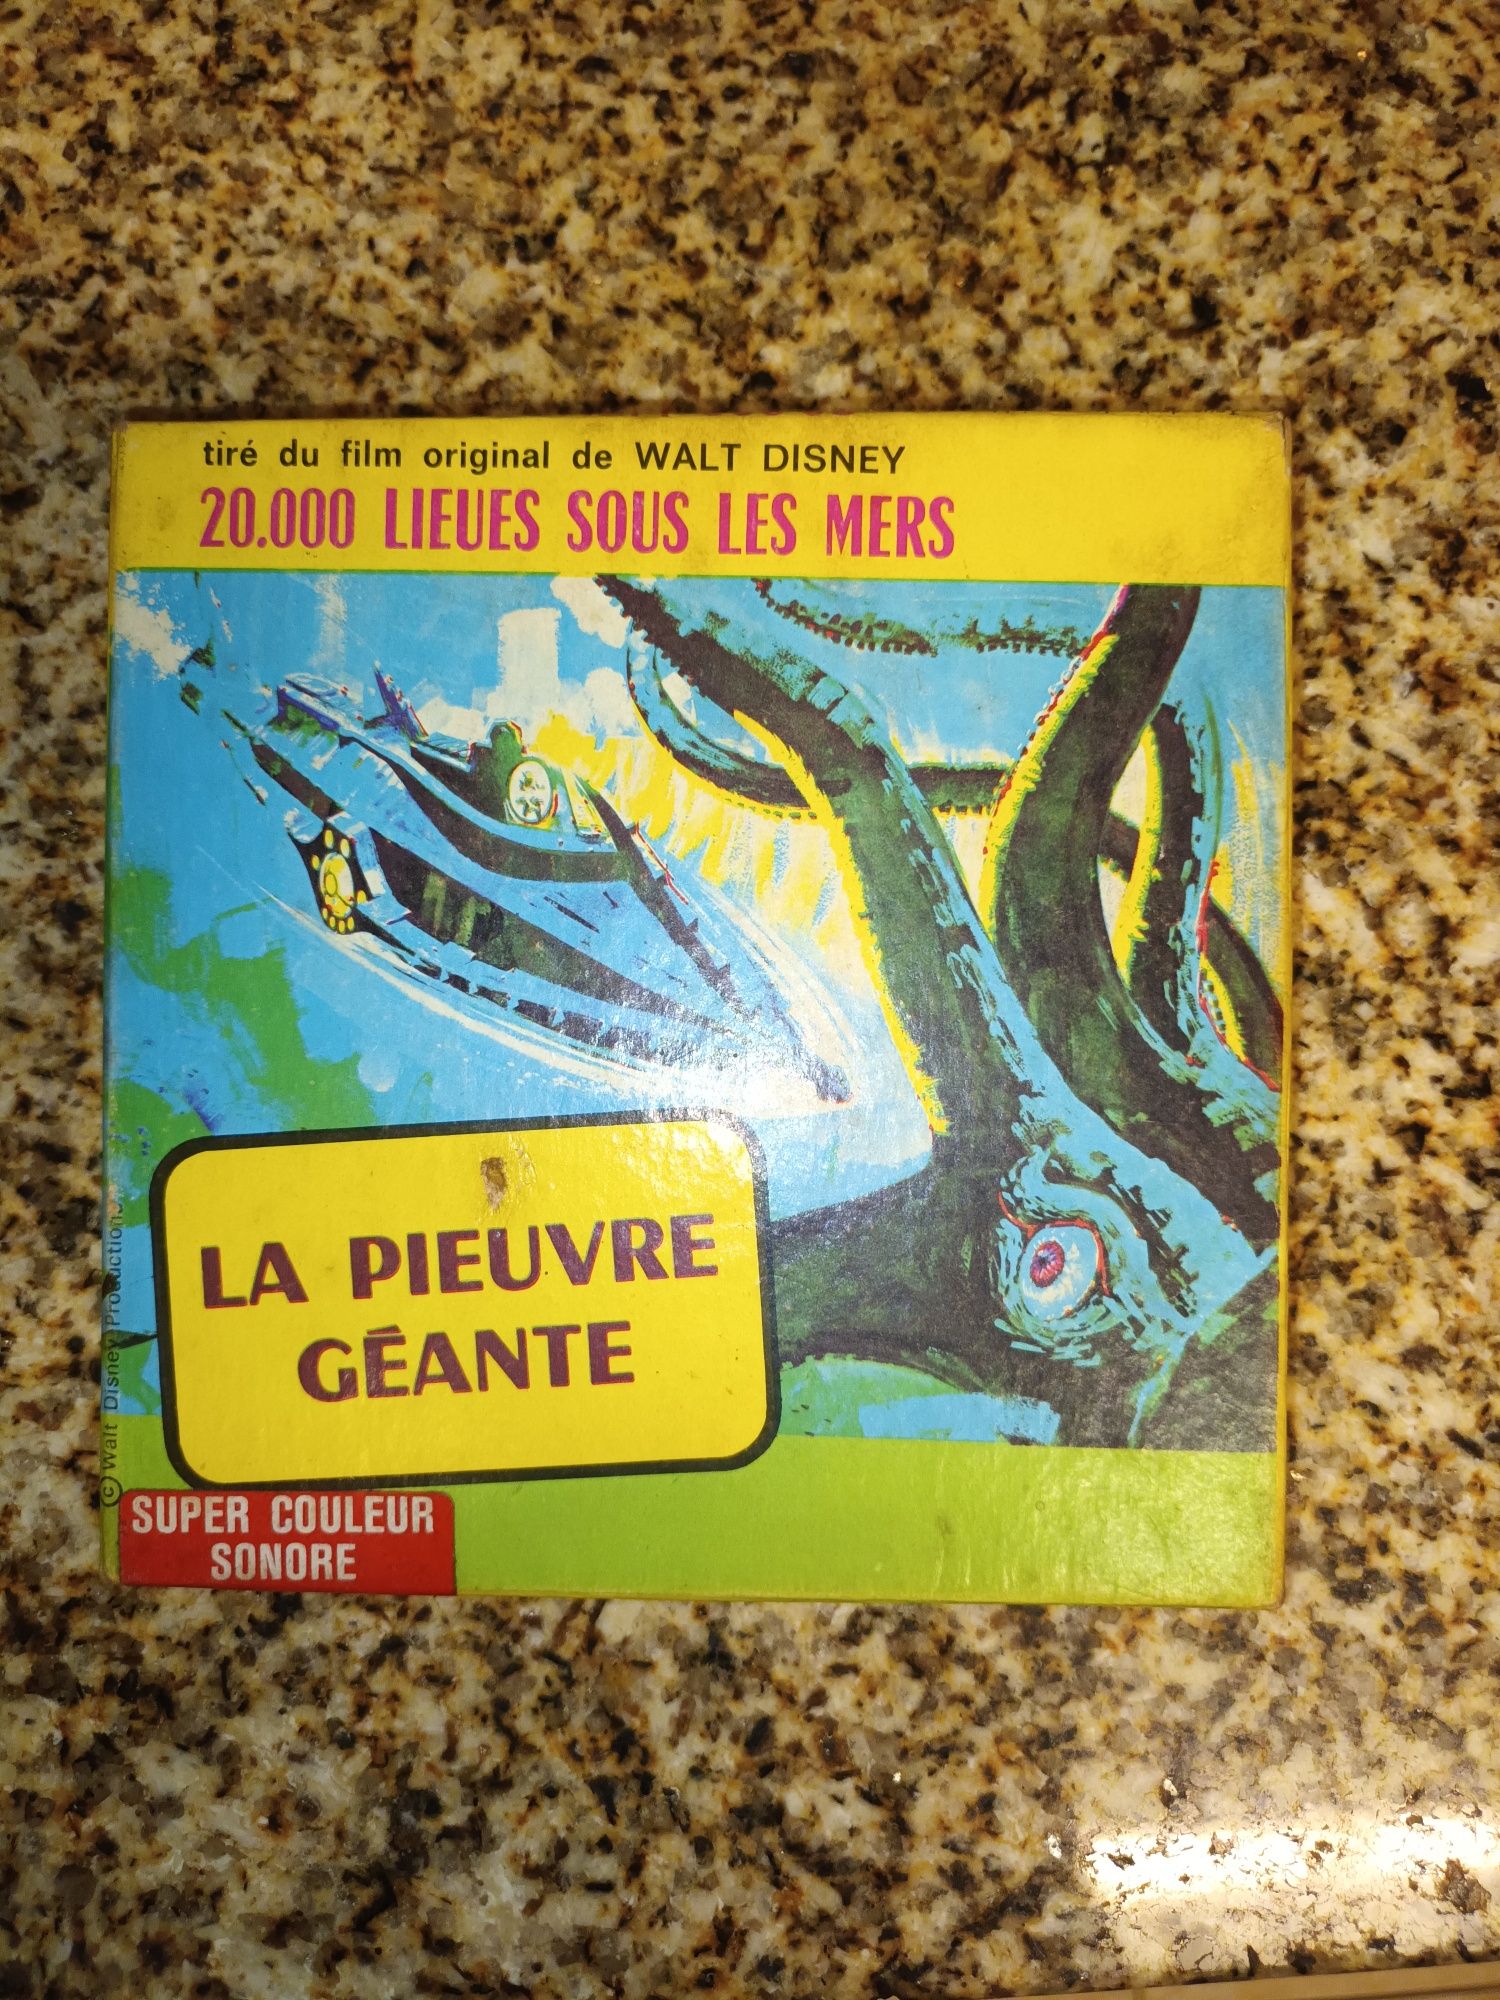 tiré du film original de WALT DISNEY
20.000 LIEUES SOUS LES MERS
LA PIEUVRE
GÉANTE
© Walt Disney Productions
SUPER COULEUR
SONORE